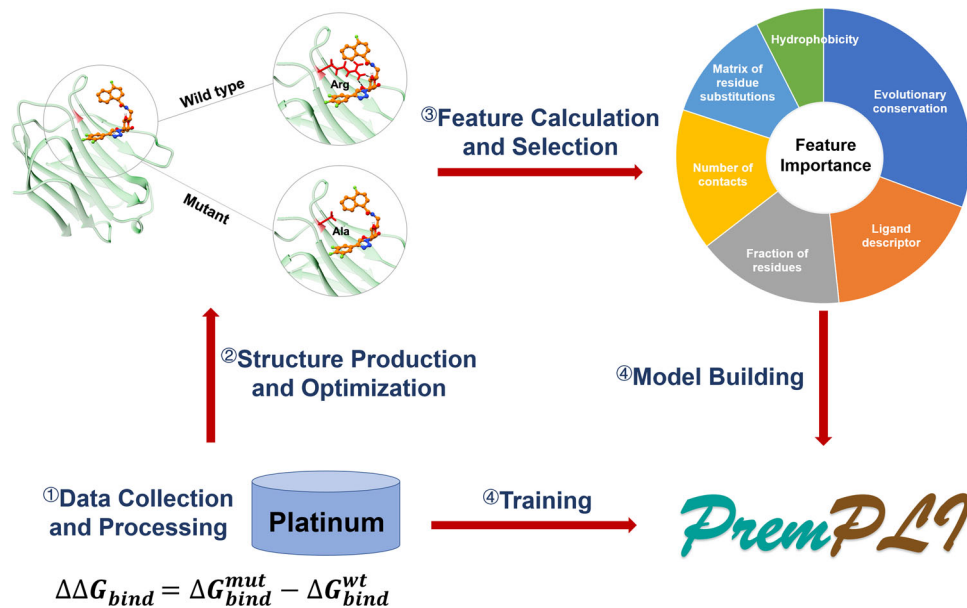 Wild type
Arg
Mutant
Ala
③Feature Calculation
and Selection
Hydrophobicity
Matrix of
residue
substitutions
Evolutionary
conservation
Number of
contacts
Feature
Importance
Ligand
descriptor
Fraction of
residues
②Structure Production
and Optimization
④Model Building
①Data Collection
and Processing
Platinum
④Training
PremPLI
ΔΔG_bind = ΔG_bind^mut − ΔG_bind^wt